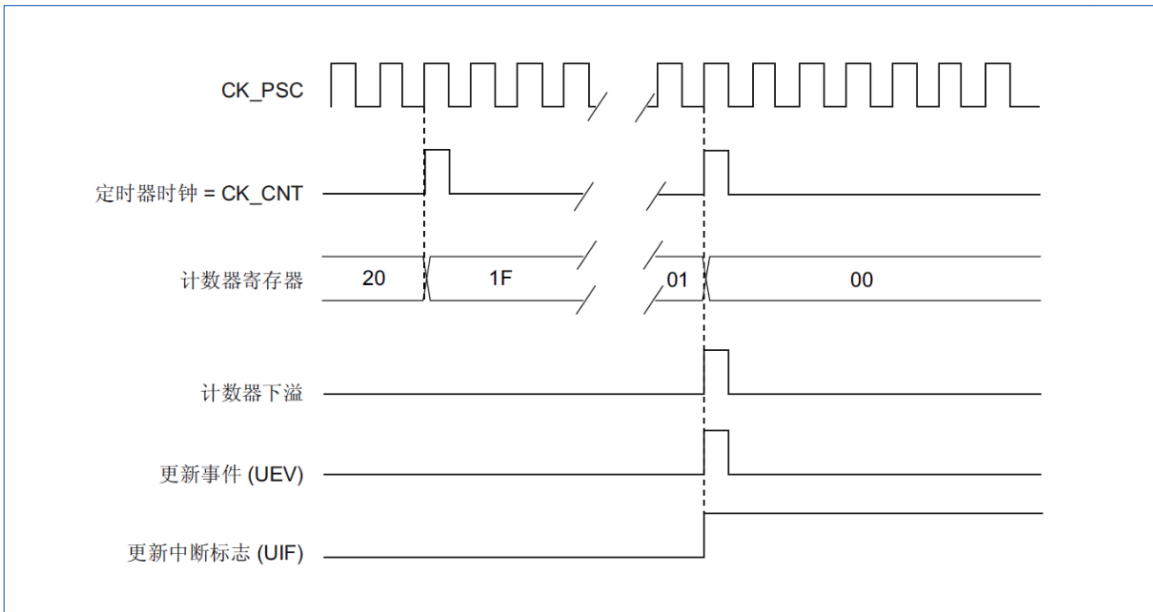 CK_PSC
定时器时钟 = CK_CNT
计数器寄存器 20 1F 01 00
计数器下溢
更新事件 (UEV)
更新中断标志 (UIF)